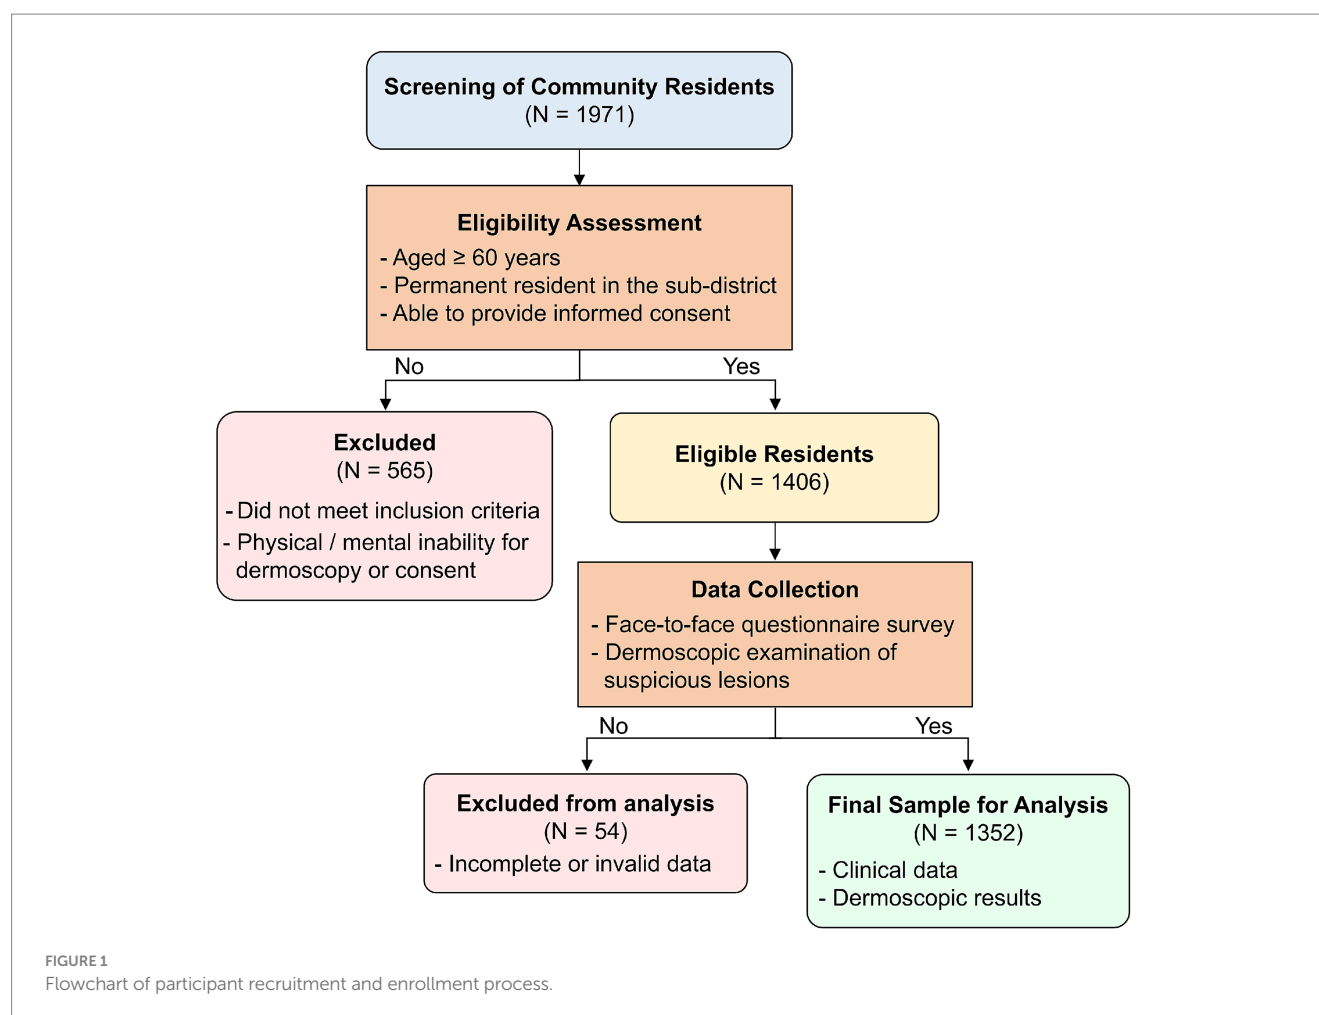 Screening of Community Residents
(N = 1971)
Eligibility Assessment
- Aged ≥ 60 years
- Permanent resident in the sub-district
- Able to provide informed consent
No
Yes
Excluded
(N = 565)
- Did not meet inclusion criteria
- Physical / mental inability for
dermoscopy or consent
Eligible Residents
(N = 1406)
Data Collection
- Face-to-face questionnaire survey
- Dermoscopic examination of
suspicious lesions
No
Yes
Excluded from analysis
(N = 54)
- Incomplete or invalid data
Final Sample for Analysis
(N = 1352)
- Clinical data
- Dermoscopic results
FIGURE 1
Flowchart of participant recruitment and enrollment process.